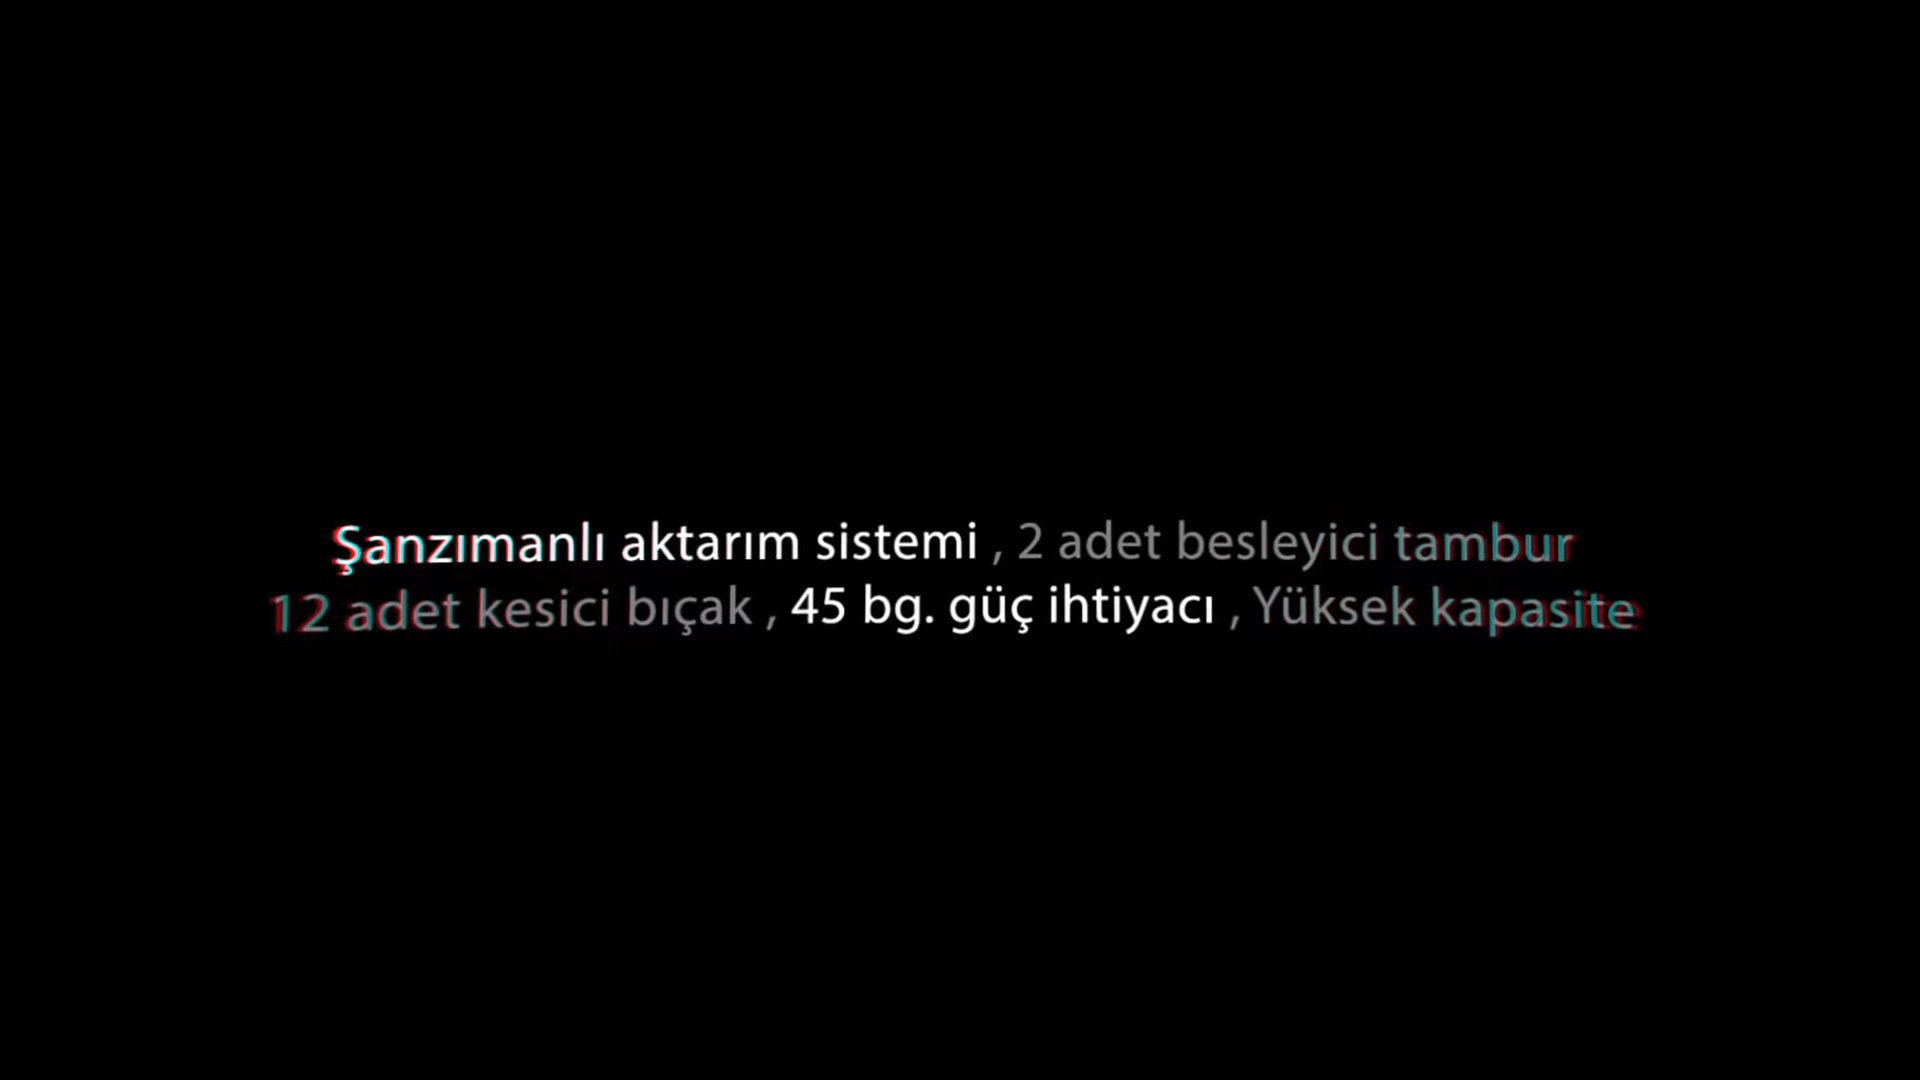 Şanzımanlı aktarım sistemi , 2 adet besleyici tambur
12 adet kesici bıçak , 45 bg. güç ihtiyacı , Yüksek kapasite